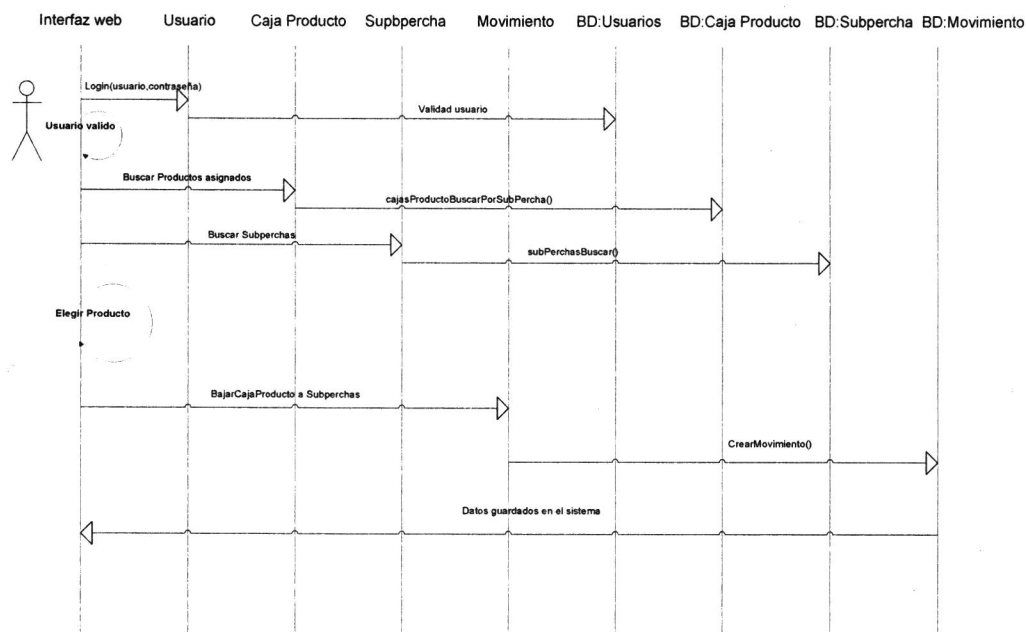 Interfaz web Usuario Caja Producto Supbpercha Movimiento BD:Usuarios BD:Caja Producto BD:Subpercha BD:Movimiento
Login(usuario,contraseña)
Validad usuario
Usuario valido
Buscar Productos asignados
cajasProductoBuscarPorSubPercha()
Buscar Subperchas
subPerchasBuscar()
Elegir Producto
BajarCajaProducto a Subperchas
CrearMovimiento()
Datos guardados en el sistema